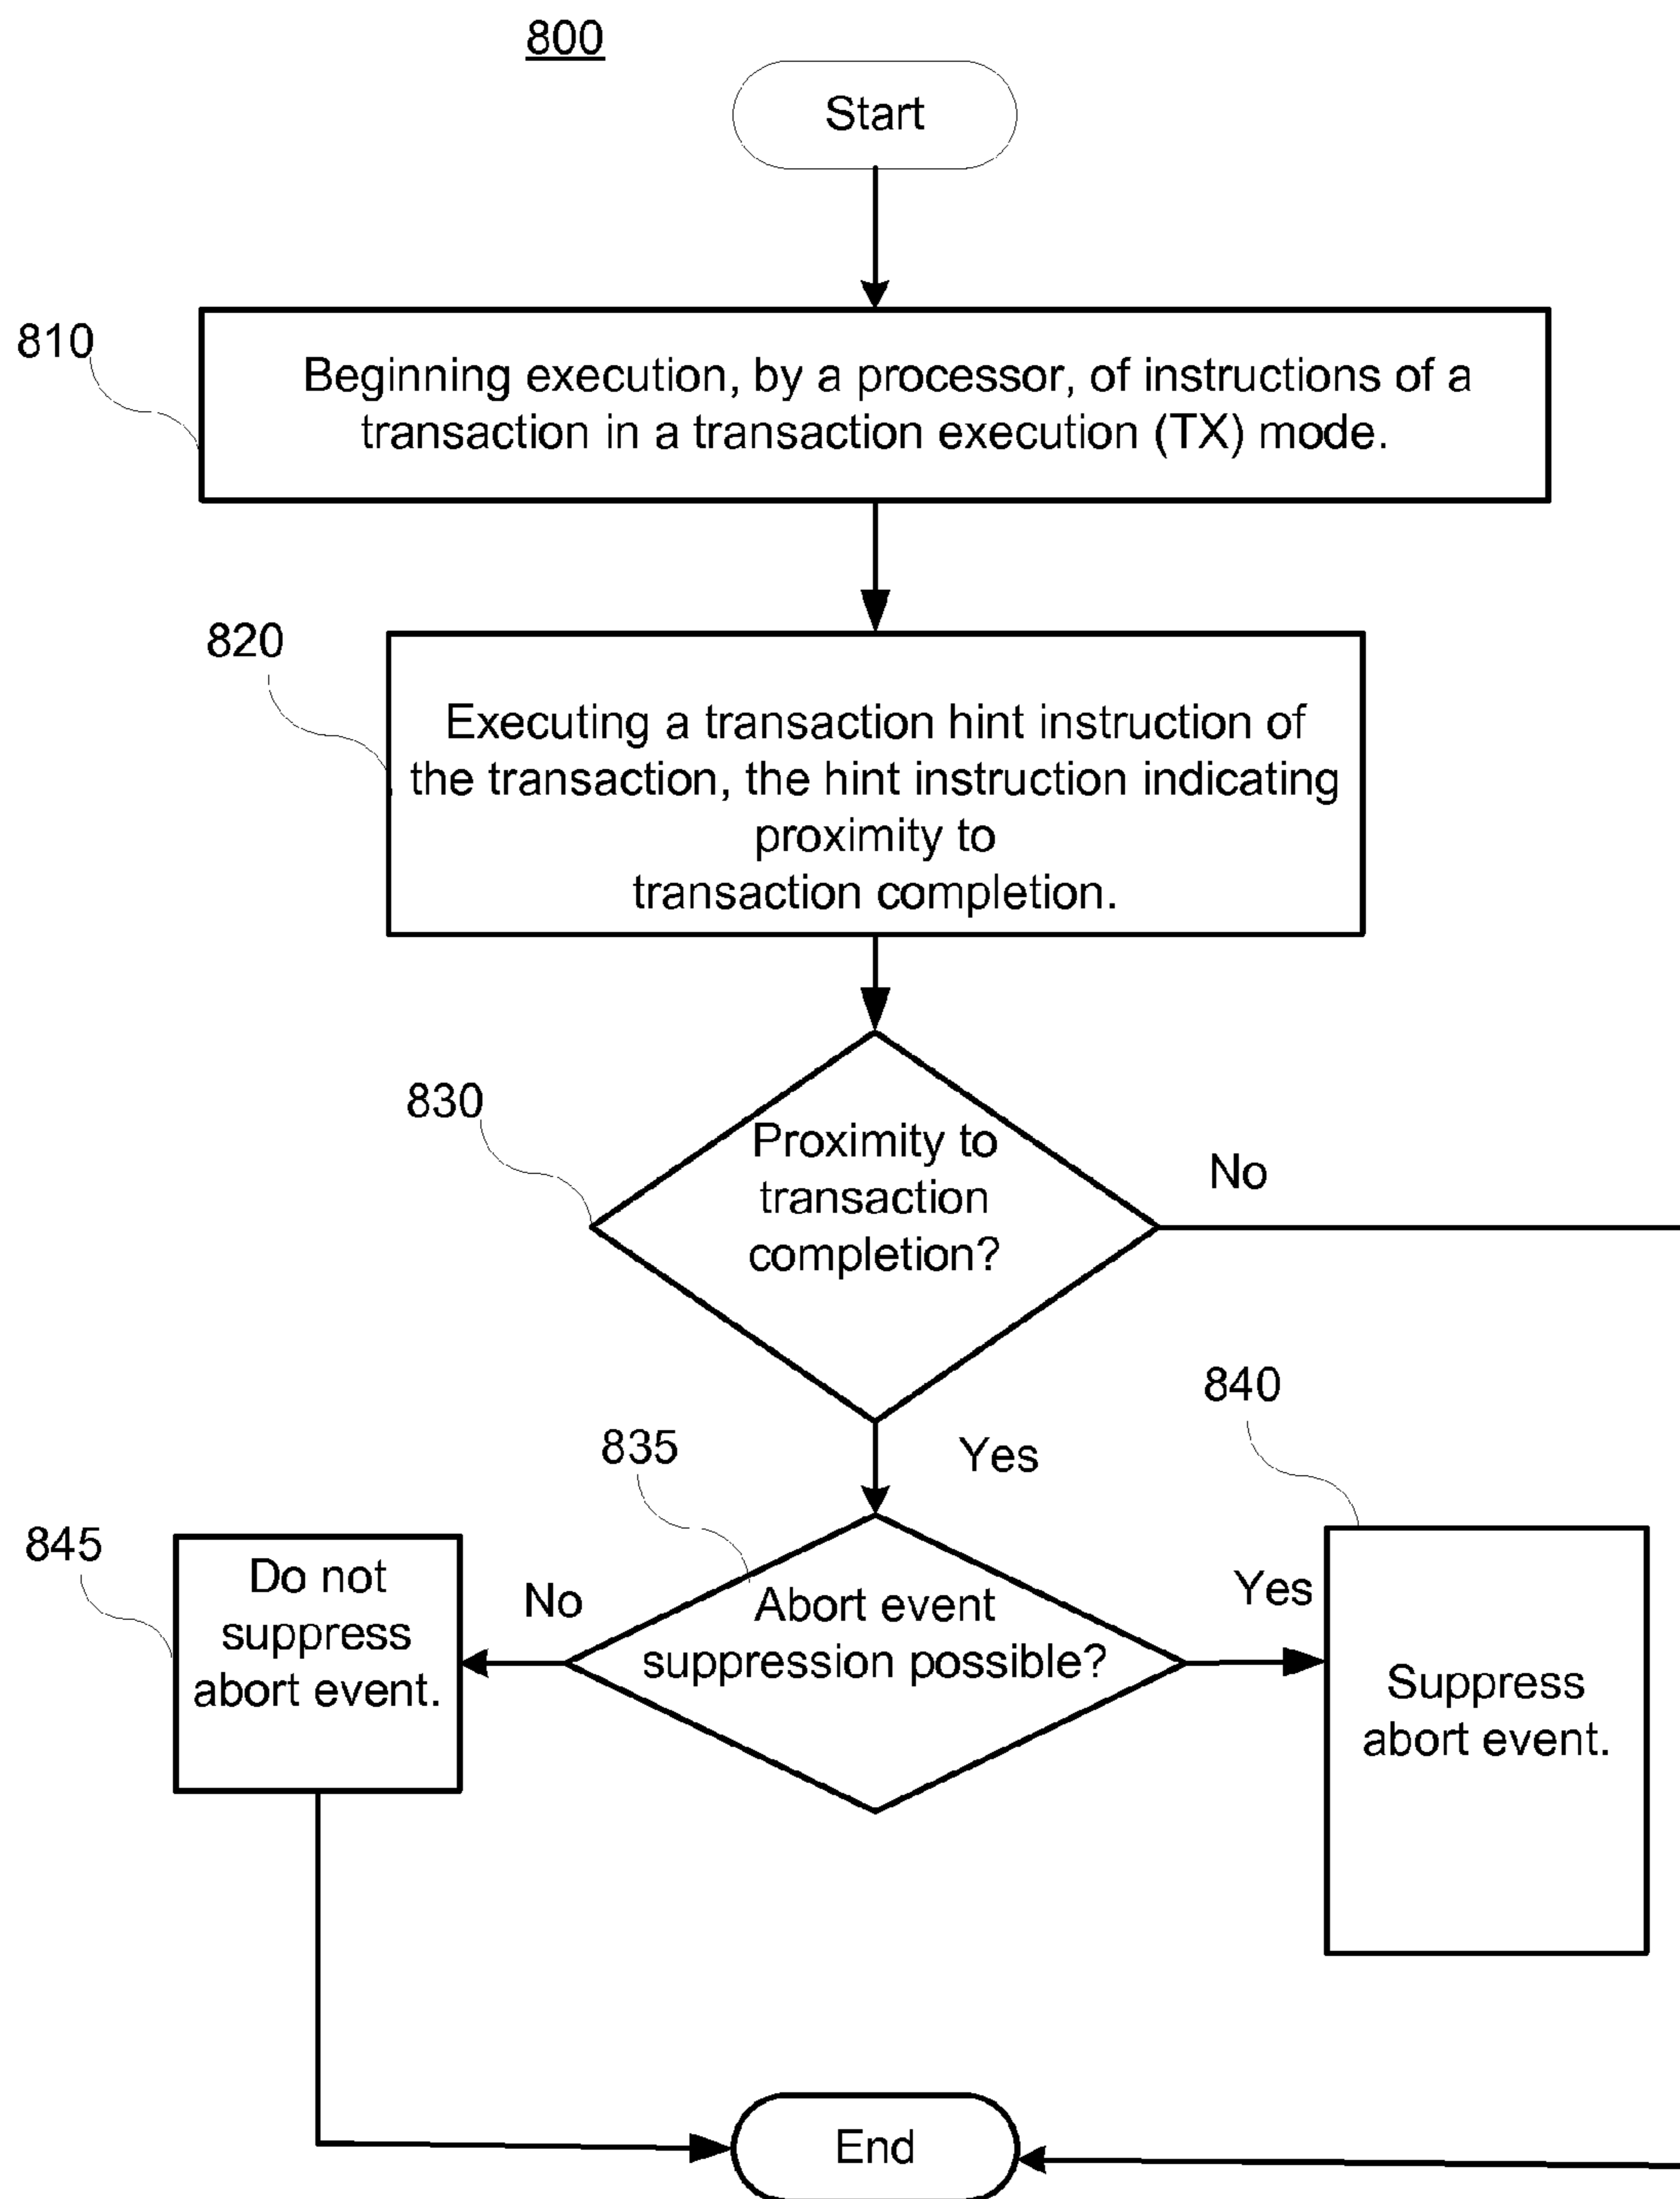 800
Start
810
Beginning execution, by a processor, of instructions of a
transaction in a transaction execution (TX) mode.
820
Executing a transaction hint instruction of
the transaction, the hint instruction indicating
proximity to
transaction completion.
830
Proximity to
transaction
completion?
No
840
835
Yes
845
Do not
suppress
abort event.
No
Abort event
suppression possible?
Yes
Suppress
abort event.
End